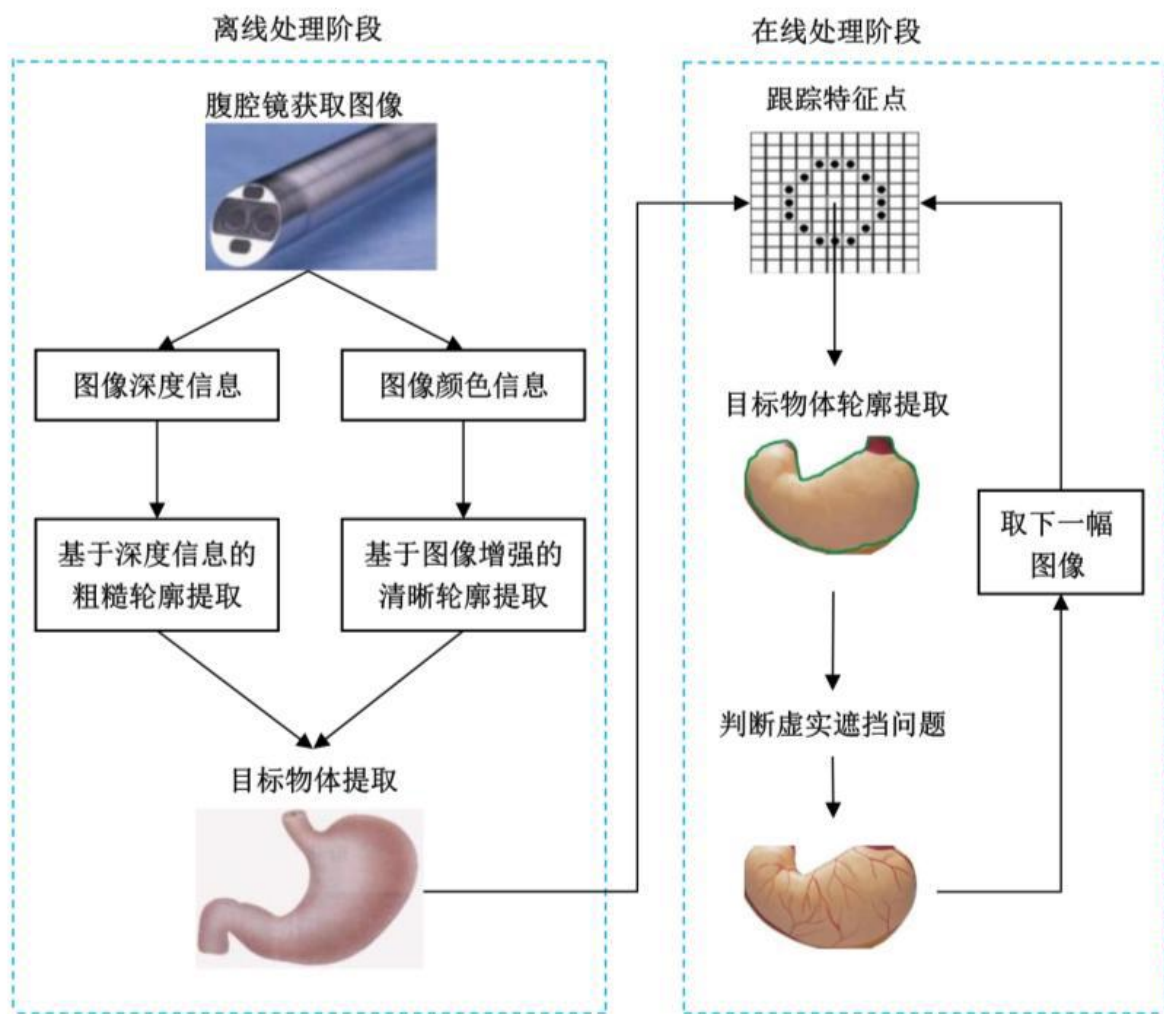 离线处理阶段
腹腔镜获取图像
图像深度信息
图像颜色信息
基于深度信息的
粗糙轮廓提取
基于图像增强的
清晰轮廓提取
目标物体提取
在线处理阶段
跟踪特征点
目标物体轮廓提取
取下一幅
图像
判断虚实遮挡问题